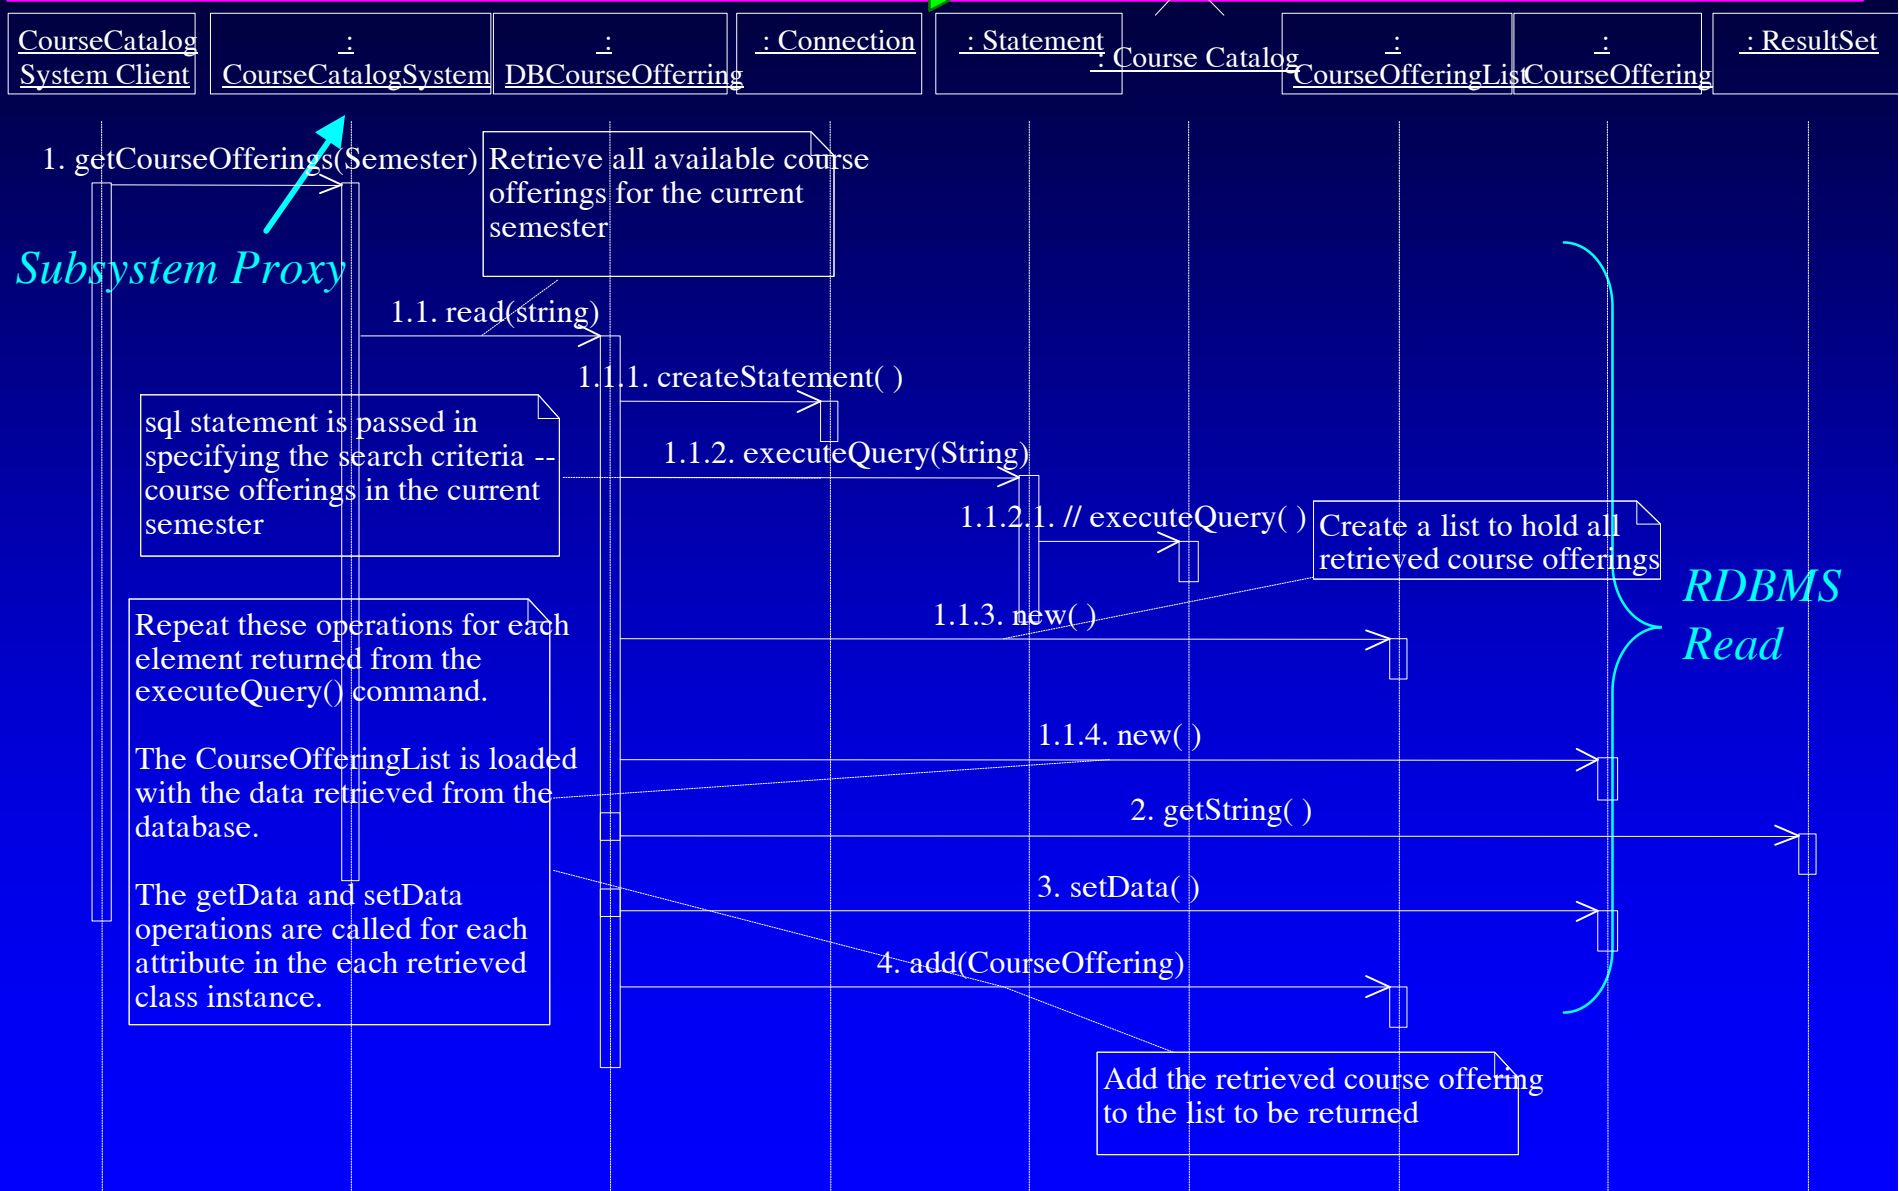 CourseCatalog
System Client
:
CourseCatalogSystem
:
DBCourseOfferring
: Connection
: Statement
: Course Catalog
:
CourseOfferingList
:
CourseOffering
: ResultSet
1. getCourseOfferings(Semester)
Retrieve all available course
offerings for the current
semester
Subsystem Proxy
1.1. read(string)
1.1.1. createStatement( )
sql statement is passed in
specifying the search criteria --
course offerings in the current
semester
1.1.2. executeQuery(String)
1.1.2.1. // executeQuery( )
Create a list to hold all
retrieved course offerings
RDBMS
Read
1.1.3. new( )
Repeat these operations for each
element returned from the
executeQuery() command.
The CourseOfferingList is loaded
with the data retrieved from the
database.
The getData and setData
operations are called for each
attribute in the each retrieved
class instance.
1.1.4. new( )
2. getString( )
3. setData( )
4. add(CourseOffering)
Add the retrieved course offering
to the list to be returned